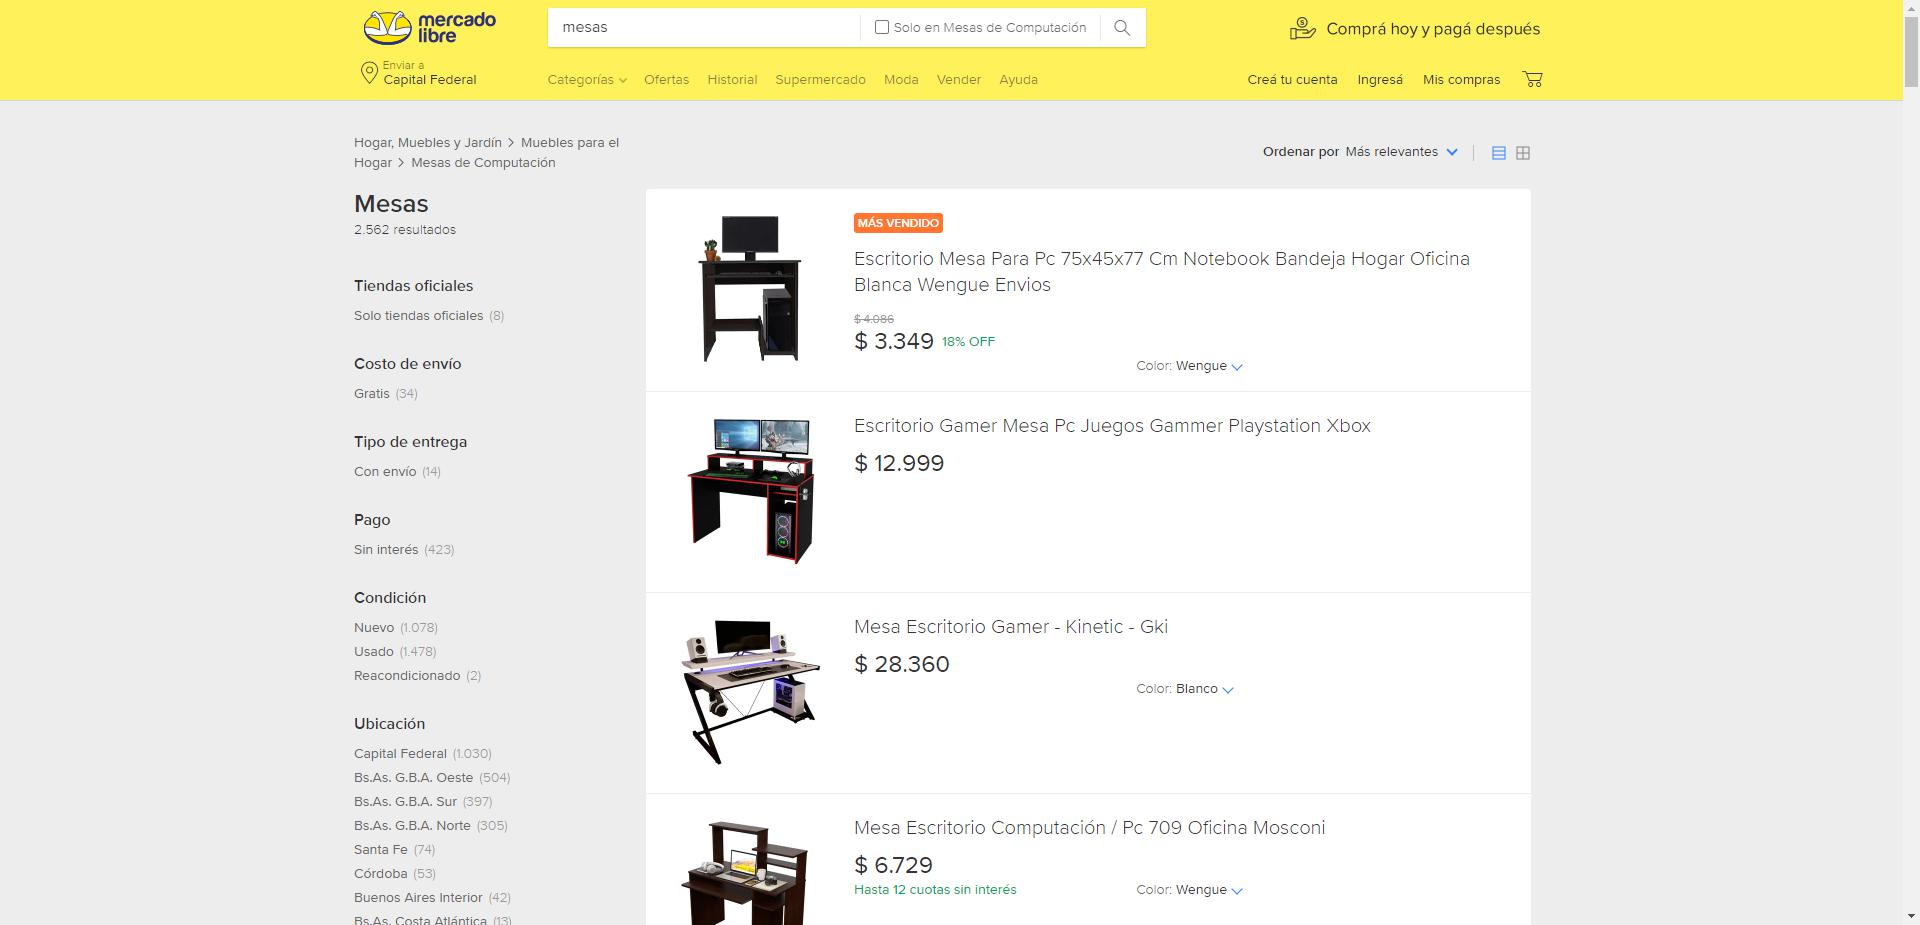 mercado
libre
mesas
Solo en Mesas de Computación
Comprá hoy y pagá después
Enviar a
Capital Federal
Categorías
Ofertas
Historial
Supermercado
Moda
Vender
Ayuda
Creá tu cuenta
Ingresá
Mis compras
Hogar, Muebles y Jardín > Muebles para el
Hogar > Mesas de Computación
Ordenar por Más relevantes
Mesas
2.562 resultados
Tiendas oficiales
Solo tiendas oficiales (8)
Costo de envío
Gratis (34)
Tipo de entrega
Con envío (14)
Pago
Sin interés (423)
Condición
Nuevo (1.078)
Usado (1.478)
Reacondicionado (2)
Ubicación
Capital Federal (1.030)
Bs.As. G.B.A. Oeste (504)
Bs.As. G.B.A. Sur (397)
Bs.As. G.B.A. Norte (305)
Santa Fe (74)
Córdoba (53)
Buenos Aires Interior (42)
Bs.As. Costa Atlántica (13)
MÁS VENDIDO
Escritorio Mesa Para Pc 75x45x77 Cm Notebook Bandeja Hogar Oficina
Blanca Wengue Envios
$ 4.086
$ 3.349 18% OFF
Color: Wengue
Escritorio Gamer Mesa Pc Juegos Gammer Playstation Xbox
$ 12.999
Mesa Escritorio Gamer - Kinetic - Gki
$ 28.360
Color: Blanco
Mesa Escritorio Computación / Pc 709 Oficina Mosconi
$ 6.729
Hasta 12 cuotas sin interés
Color: Wengue